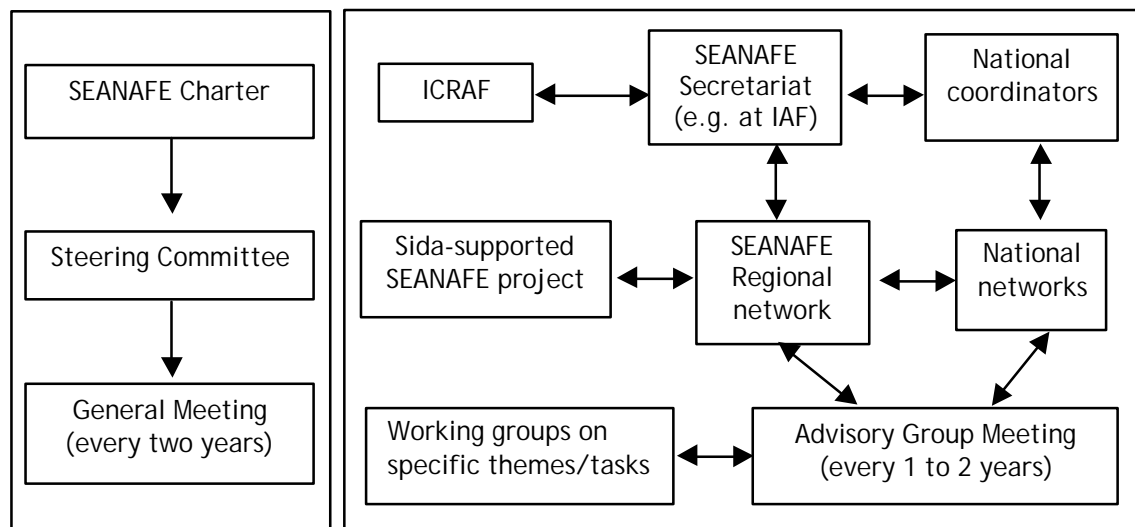 SEANAFE Charter
Steering Committee
General Meeting
(every two years)
ICRAF
SEANAFE
Secretariat
(e.g. at IAF)
National
coordinators
Sida-supported
SEANAFE project
SEANAFE
Regional
network
National
networks
Working groups on
specific themes/tasks
Advisory Group Meeting
(every 1 to 2 years)